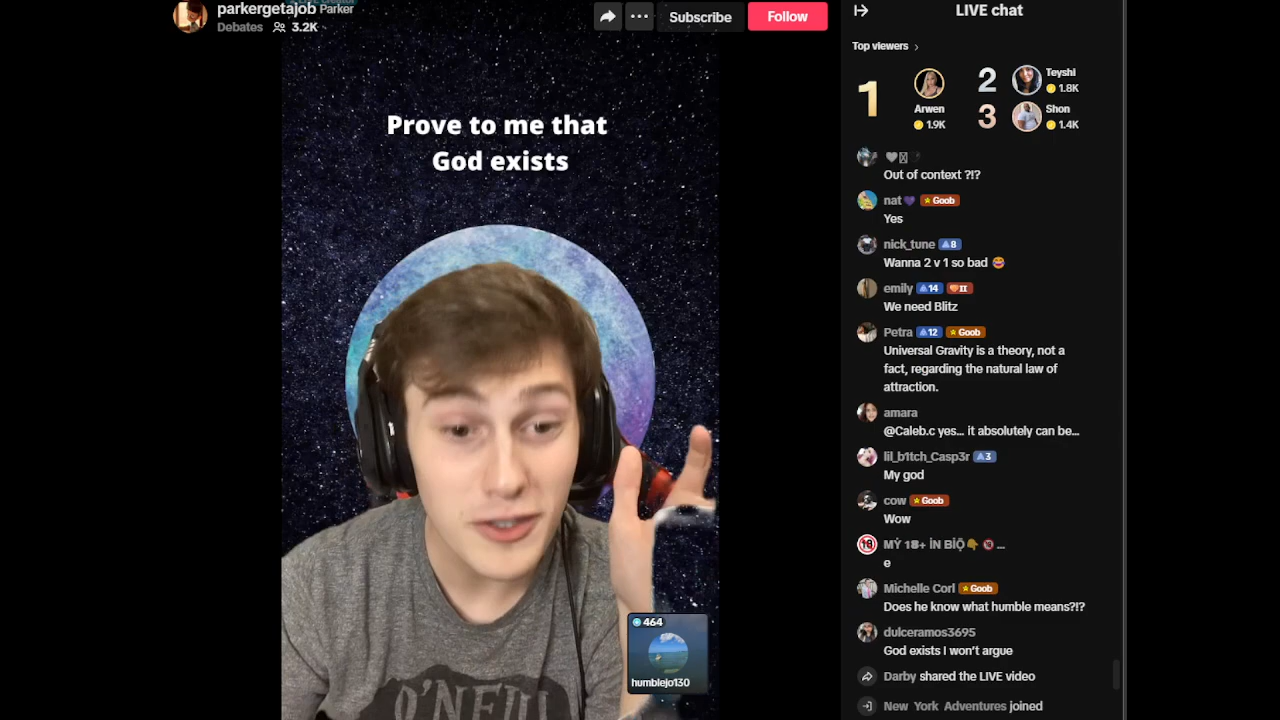 parkergetajob Parker
Debates 3.2K
Subscribe
Follow
Prove to me that
God exists
464
humblejo130
O'NEILL
LIVE chat
Top viewers
1
Arwen
1.9K
2
Teyshi
1.8K
3
Shon
1.4K
Out of context ?!?
nat Goob
Yes
nick_tune 8
Wanna 2 v 1 so bad
emily 14 II
We need Blitz
Petra 12 Goob
Universal Gravity is a theory, not a
fact, regarding the natural law of
attraction.
amara
@Caleb.c yes... it absolutely can be...
lil_b1tch_Casp3r 3
My god
cow Goob
Wow
MỲ 18+ İN BİỘ 👇 🔞 ...
e
Michelle Corl Goob
Does he know what humble means?!?
dulceramos3695
God exists I won't argue
Darby shared the LIVE video
New York Adventures joined